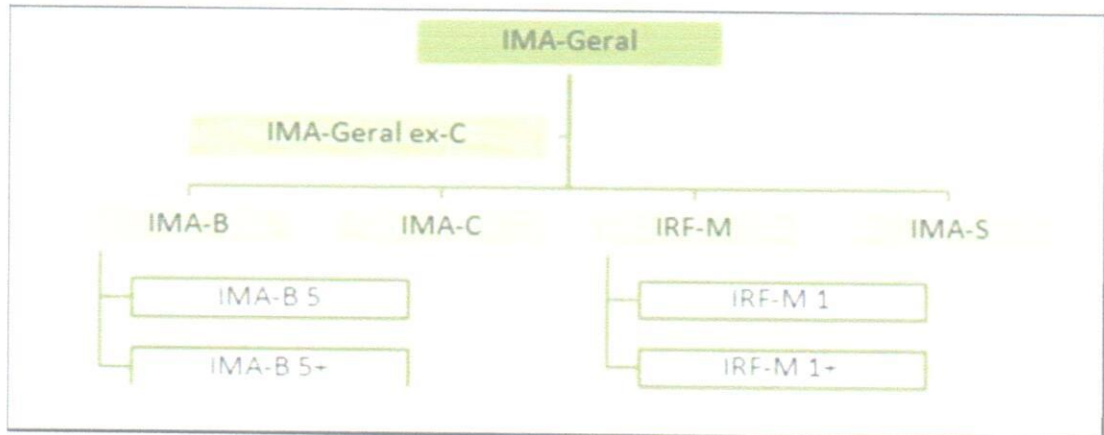 IMA-Geral
IMA-Geral ex-C
IMA-B
IMA-C
IRF-M
IMA-S
IMA-B 5
IRF-M 1
IMA-B 5+
IRF-M 1+